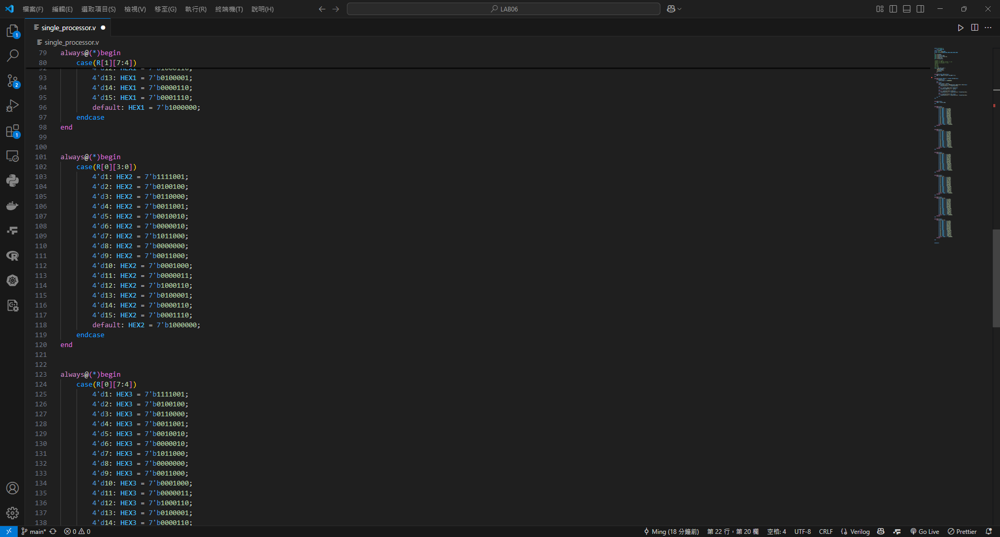 檔案(F) 編輯(E) 選取項目(S) 檢視(V) 移至(G) 執行(R) 終端機(T) 說明(H) LAB06
single_processor.v
single_processor.v
79 always@(*)begin
80 case(R[1][7:4])
92 4'd12: HEX1 = 7'b1000110;
93 4'd13: HEX1 = 7'b0100001;
94 4'd14: HEX1 = 7'b0000110;
95 4'd15: HEX1 = 7'b0001110;
96 default: HEX1 = 7'b1000000;
97 endcase
98 end
99
100
101 always@(*)begin
102 case(R[0][3:0])
103 4'd1: HEX2 = 7'b1111001;
104 4'd2: HEX2 = 7'b0100100;
105 4'd3: HEX2 = 7'b0110000;
106 4'd4: HEX2 = 7'b0011001;
107 4'd5: HEX2 = 7'b0010010;
108 4'd6: HEX2 = 7'b0000010;
109 4'd7: HEX2 = 7'b1011000;
110 4'd8: HEX2 = 7'b0000000;
111 4'd9: HEX2 = 7'b0011000;
112 4'd10: HEX2 = 7'b0001000;
113 4'd11: HEX2 = 7'b0000011;
114 4'd12: HEX2 = 7'b1000110;
115 4'd13: HEX2 = 7'b0100001;
116 4'd14: HEX2 = 7'b0000110;
117 4'd15: HEX2 = 7'b0001110;
118 default: HEX2 = 7'b1000000;
119 endcase
120 end
121
122
123 always@(*)begin
124 case(R[0][7:4])
125 4'd1: HEX3 = 7'b1111001;
126 4'd2: HEX3 = 7'b0100100;
127 4'd3: HEX3 = 7'b0110000;
128 4'd4: HEX3 = 7'b0011001;
129 4'd5: HEX3 = 7'b0010010;
130 4'd6: HEX3 = 7'b0000010;
131 4'd7: HEX3 = 7'b1011000;
132 4'd8: HEX3 = 7'b0000000;
133 4'd9: HEX3 = 7'b0011000;
134 4'd10: HEX3 = 7'b0001000;
135 4'd11: HEX3 = 7'b0000011;
136 4'd12: HEX3 = 7'b1000110;
137 4'd13: HEX3 = 7'b0100001;
138 4'd14: HEX3 = 7'b0000110;
main* 0 0 Ming (18 分鐘前) 第 22 行，第 20 欄 空格: 4 UTF-8 CRLF Verilog Go Live Prettier